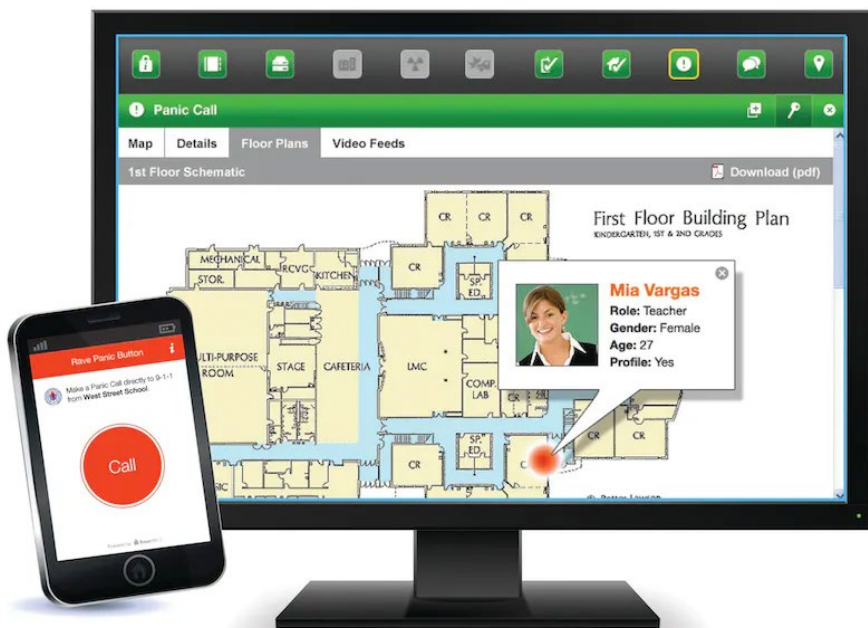 Panic Call
Map Details Floor Plans Video Feeds
1st Floor Schematic
Download (pdf)
First Floor Building Plan
KINDERGARTEN, 1ST & 2ND GRADES
CR CR CR
MECHANICAL
RCVG
KITCHEN
STOR.
CR
SP.
ED.
Mia Vargas
Role: Teacher
Gender: Female
Age: 27
Profile: Yes
MULTI-PURPOSE
ROOM
STAGE
CAFETERIA
LMC
COMP.
LAB
CR
CR
SP.
ED.
CR CR
Rave Panic Button
Make a Panic Call directly to 9-1-1
from West Street School.
Call
Powered by